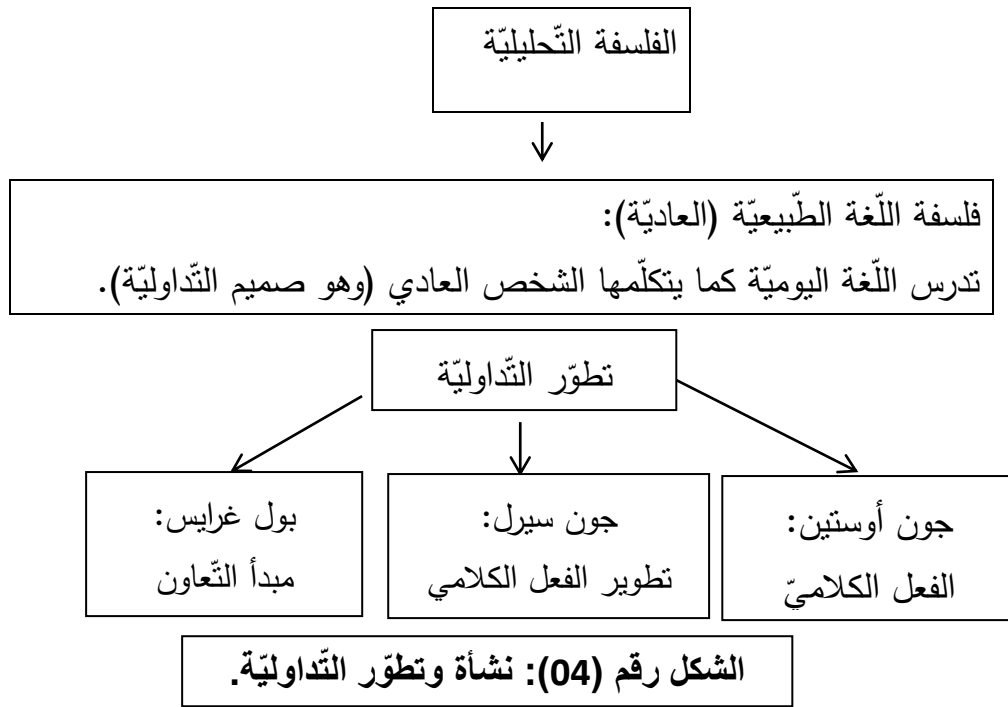 الفلسفة التّحليليّة
فلسفة اللّغة الطّبيعيّة (العاديّة):
تدرس اللّغة اليوميّة كما يتكلّمها الشخص العادي (وهو صميم التّداوليّة).
تطوّر التّداوليّة
جون أوستين:
الفعل الكلاميّ
جون سيرل:
تطوير الفعل الكلامي
بول غرايس:
مبدأ التّعاون
الشكل رقم (04): نشأة وتطوّر التّداوليّة.